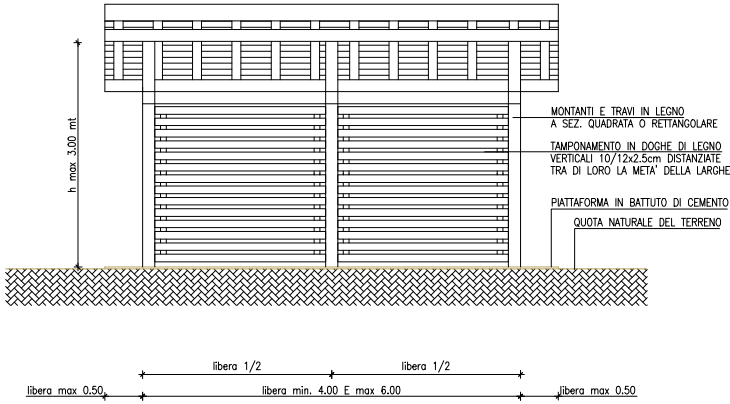 h max 3.00 mt
MONTANTI E TRAVI IN LEGNO
A SEZ. QUADRATA O RETTANGOLARE
TAMPONAMENTO IN DOGHE DI LEGNO
VERTICALI 10/12x2.5cm DISTANZIATE
TRA DI LORO LA META' DELLA LARGHE
PIATTAFORMA IN BATTUTO DI CEMENTO
QUOTA NATURALE DEL TERRENO
libera 1/2
libera 1/2
libera max 0.50
libera min. 4.00 E max 6.00
libera max 0.50